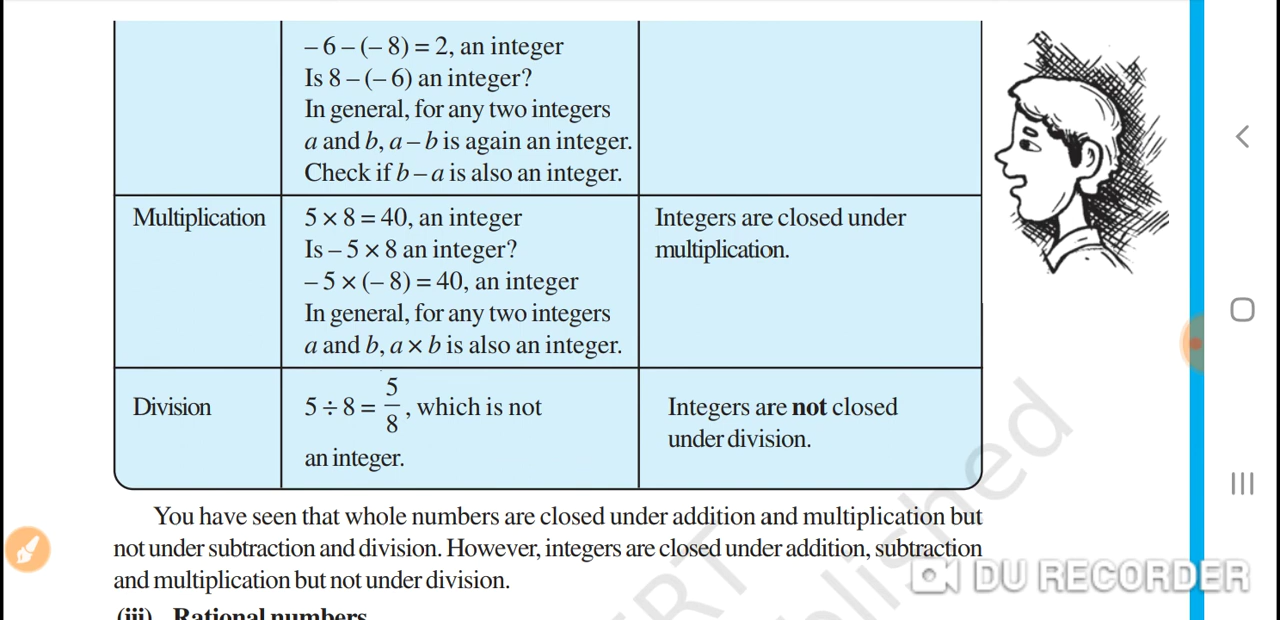 – 6 – (– 8) = 2, an integer
Is 8 – (– 6) an integer?
In general, for any two integers
a and b, a – b is again an integer.
Check if b – a is also an integer.
Multiplication
5 × 8 = 40, an integer
Is – 5 × 8 an integer?
– 5 × (– 8) = 40, an integer
In general, for any two integers
a and b, a × b is also an integer.
Integers are closed under
multiplication.
Division
5 ÷ 8 = 5/8, which is not
an integer.
Integers are not closed
under division.
You have seen that whole numbers are closed under addition and multiplication but
not under subtraction and division. However, integers are closed under addition, subtraction
and multiplication but not under division.
(iii) Rational numbers
DU RECORDER